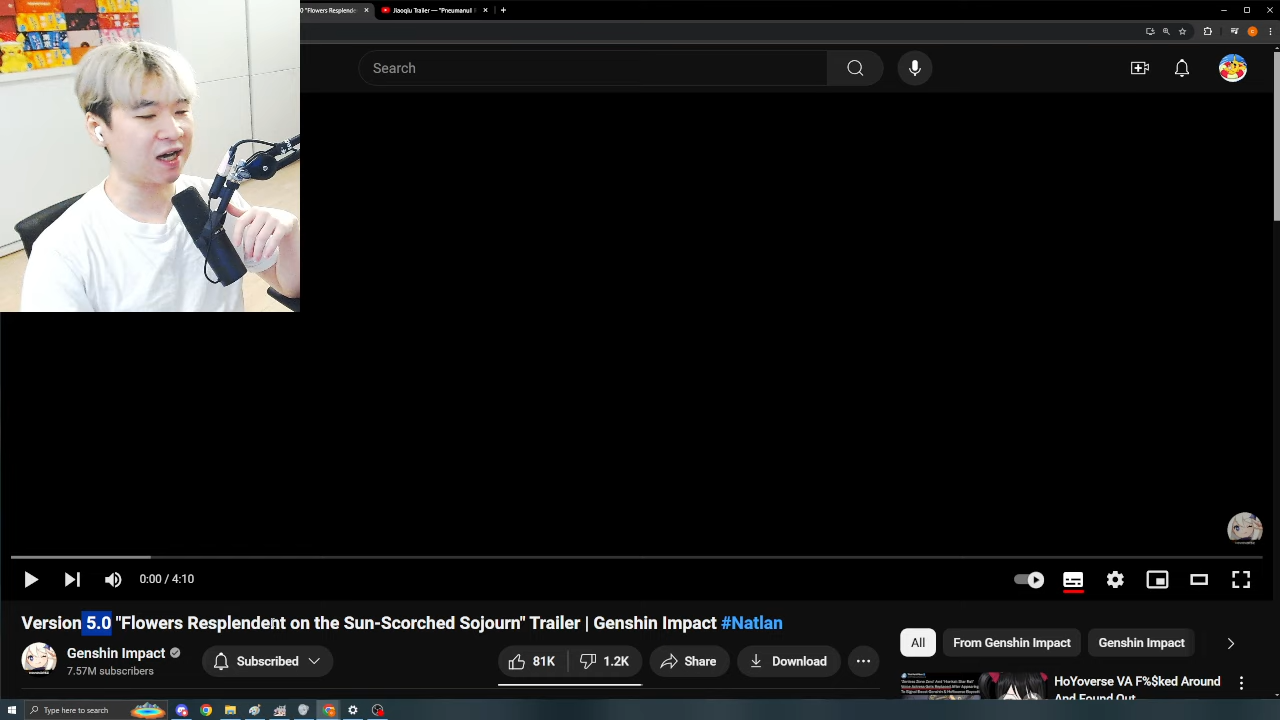 0 "Flowers Resplende
Jiaoqiu Trailer — "Pneumanui
Search
0:00 / 4:10
Version 5.0 "Flowers Resplendent on the Sun-Scorched Sojourn" Trailer | Genshin Impact #Natlan
Genshin Impact
7.57M subscribers
Subscribed
81K
1.2K
Share
Download
All
From Genshin Impact
Genshin Impact
HoYoverse VA F%$Ked Around
And Found Out
Type here to search